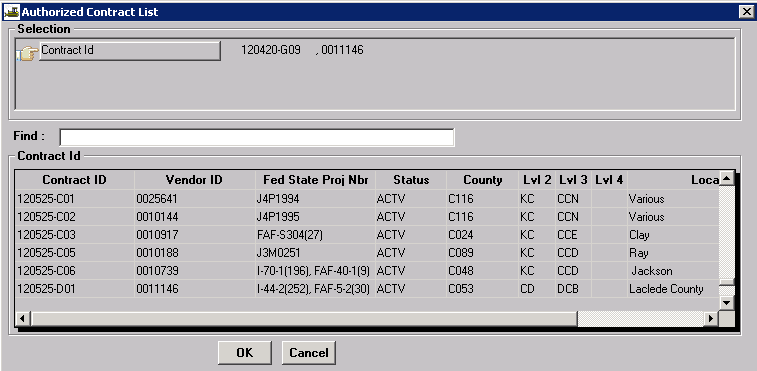 Authorized Contract List
Selection
Contract Id 120420-G09 , 0011146
Find :
Contract Id
Contract ID Vendor ID Fed State Proj Nbr Status County Lvl 2 Lvl 3 Lvl 4 Loca
120525-C01 0025641 J4P1994 ACTV C116 KC CCN Various
120525-C02 0010144 J4P1995 ACTV C116 KC CCN Various
120525-C03 0010917 FAF-S304(27) ACTV C024 KC CCE Clay
120525-C05 0010188 J3M0251 ACTV C089 KC CCD Ray
120525-C06 0010739 I-70-1(196), FAF-40-1(9) ACTV C048 KC CCD Jackson
120525-D01 0011146 I-44-2(252), FAF-5-2(30) ACTV C053 CD DCB Laclede County
OK Cancel